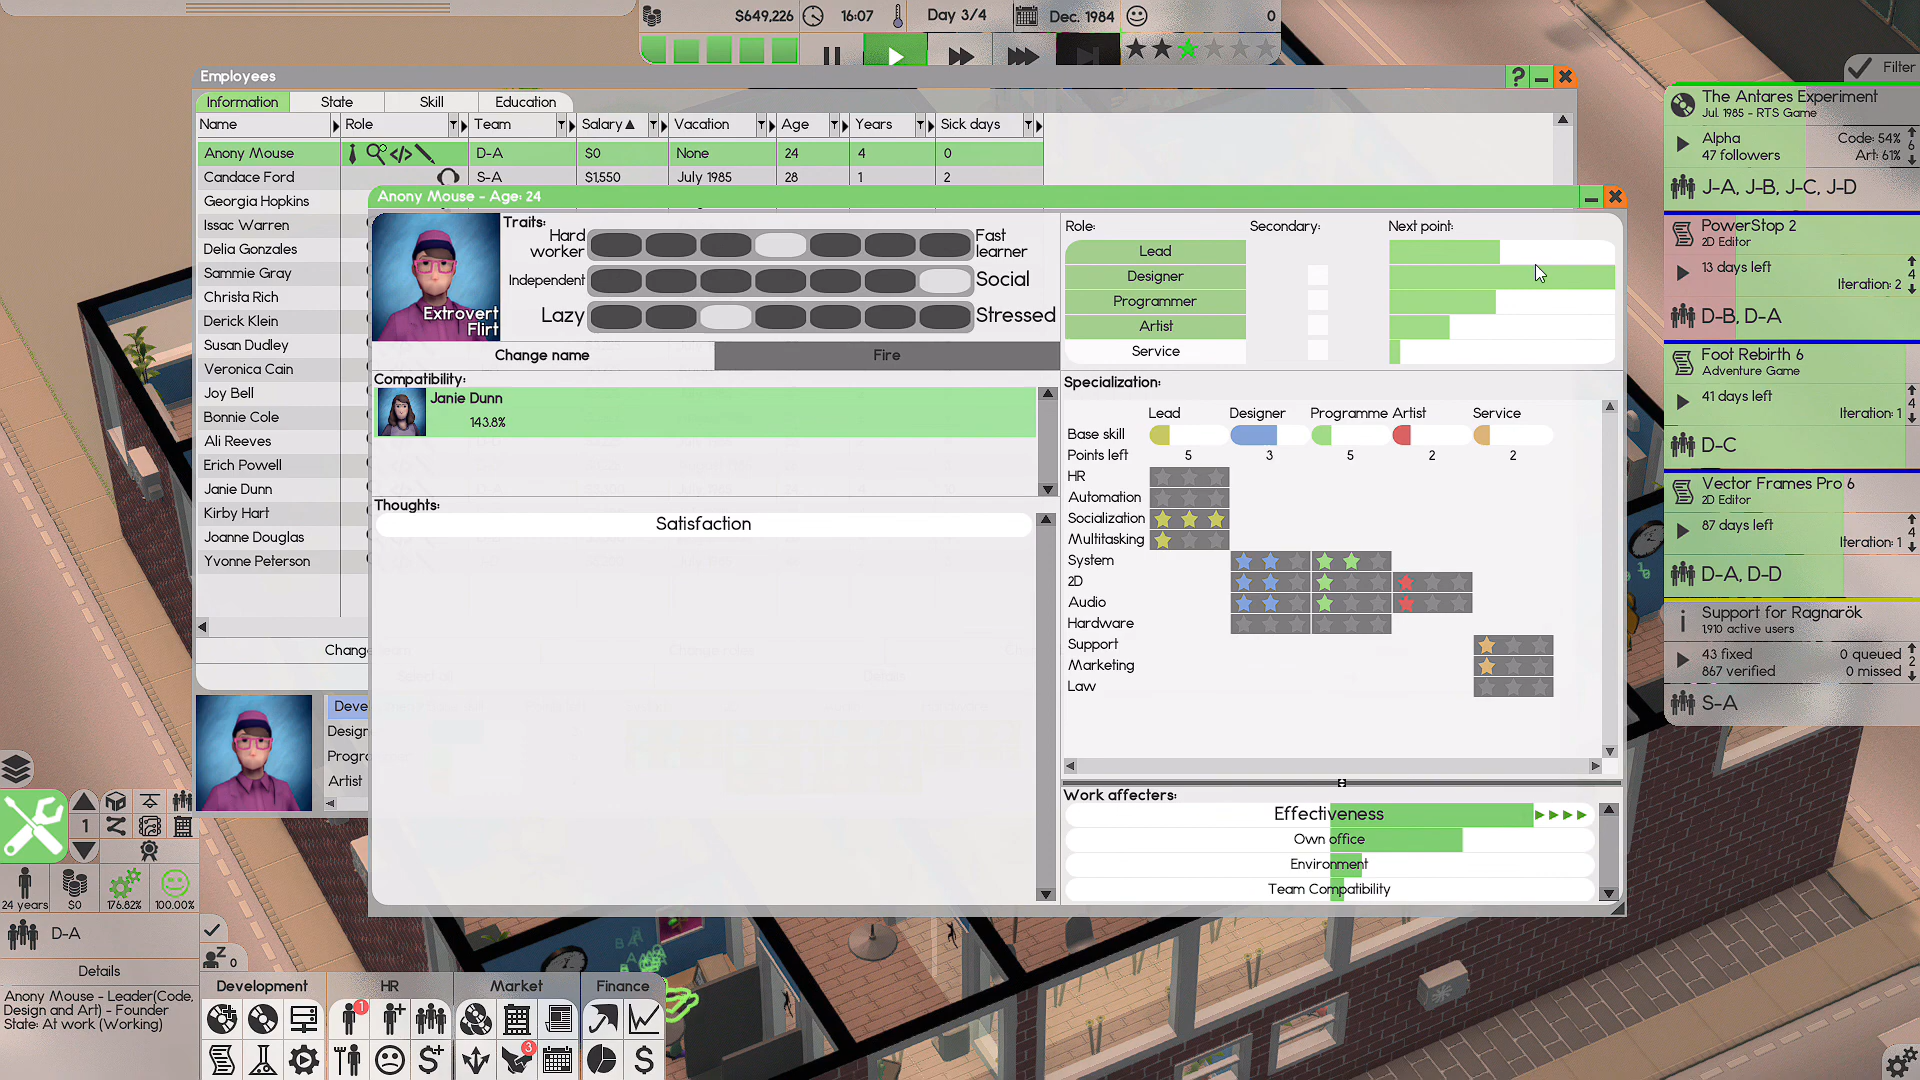 $649,226
16:07
Day 3/4
Dec. 1984
0
Filter
Employees
?
Information
State
Skill
Education
Name
Role
Team
Salary
Vacation
Age
Years
Sick days
Anony Mouse
D-A
$0
None
24
4
0
Candace Ford
S-A
$1,550
July 1985
28
1
2
Georgia Hopkins
Issac Warren
Delia Gonzales
Sammie Gray
Christa Rich
Derick Klein
Susan Dudley
Veronica Cain
Joy Bell
Bonnie Cole
Ali Reeves
Erich Powell
Janie Dunn
Kirby Hart
Joanne Douglas
Yvonne Peterson
Chang
Deve
Design
Progra
Artist
Anony Mouse - Age: 24
Extrovert
Flirt
Traits:
Hard worker
Fast learner
Independent
Social
Lazy
Stressed
Change name
Fire
Compatibility:
Janie Dunn
143.8%
Thoughts:
Satisfaction
Role:
Secondary:
Next point:
Lead
Designer
Programmer
Artist
Service
Specialization:
Lead
Designer
Programme
Artist
Service
Base skill
Points left
5
3
5
2
2
HR
Automation
Socialization
Multitasking
System
2D
Audio
Hardware
Support
Marketing
Law
Work affecters:
Effectiveness
Own office
Environment
Team Compatibility
The Antares Experiment
Jul. 1985 - RTS Game
Alpha
47 followers
Code: 54%
Art: 61%
6
J-A, J-B, J-C, J-D
PowerStop 2
2D Editor
13 days left
Iteration: 2
4
D-B, D-A
Foot Rebirth 6
Adventure Game
41 days left
Iteration: 1
4
D-C
Vector Frames Pro 6
2D Editor
87 days left
Iteration: 1
4
D-A, D-D
Support for Ragnarök
1,910 active users
43 fixed
867 verified
0 queued
0 missed
2
S-A
1
24 years
$0
176.82%
100.00%
D-A
Details
Anony Mouse - Leader(Code,
Design and Art) - Founder
State: At work (Working)
0
Development
HR
Market
Finance
1
3